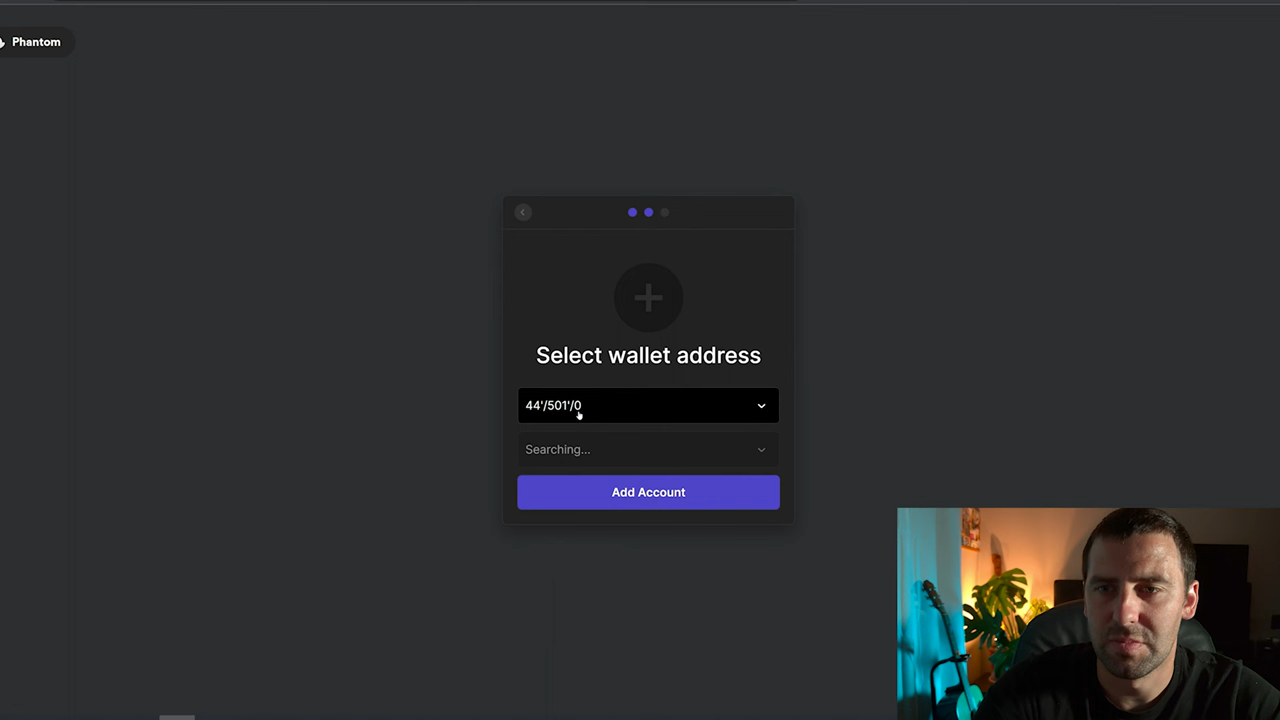 Phantom
Select wallet address
44'/501'/0
Searching...
Add Account